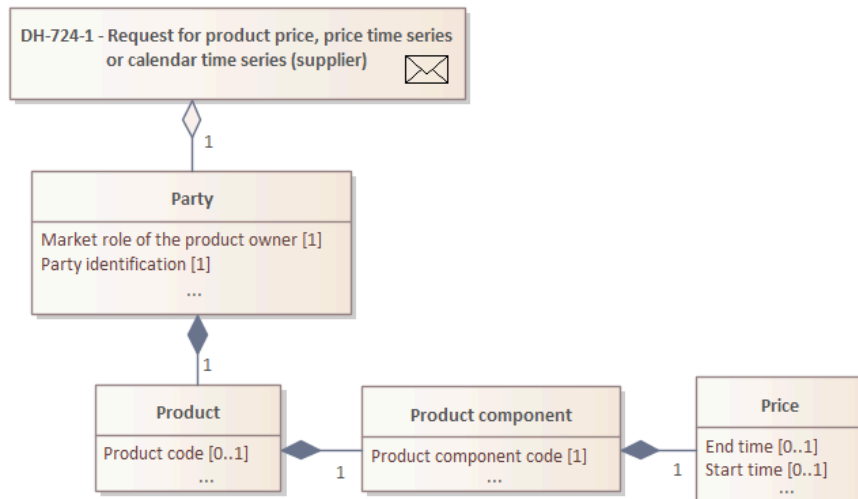 DH-724-1 - Request for product price, price time series
or calendar time series (supplier)
1
Party
Market role of the product owner [1]
Party identification [1]
...
1
Product
Product code [0..1]
...
1
Product component
Product component code [1]
...
1
Price
End time [0..1]
Start time [0..1]
...